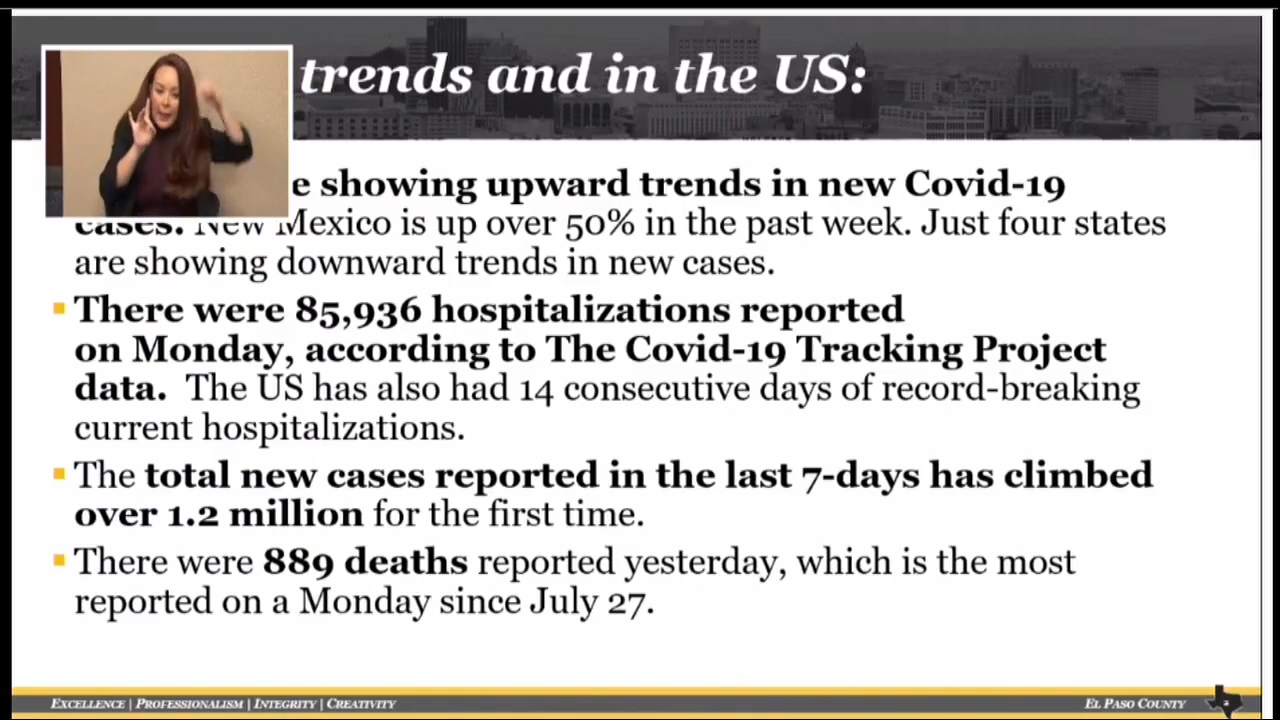 trends and in the US:
e showing upward trends in new Covid-19
cases. New Mexico is up over 50% in the past week. Just four states
are showing downward trends in new cases.
There were 85,936 hospitalizations reported
on Monday, according to The Covid-19 Tracking Project
data. The US has also had 14 consecutive days of record-breaking
current hospitalizations.
The total new cases reported in the last 7-days has climbed
over 1.2 million for the first time.
There were 889 deaths reported yesterday, which is the most
reported on a Monday since July 27.
EXCELLENCE | PROFESSIONALISM | INTEGRITY | CREATIVITY
EL PASO COUNTY